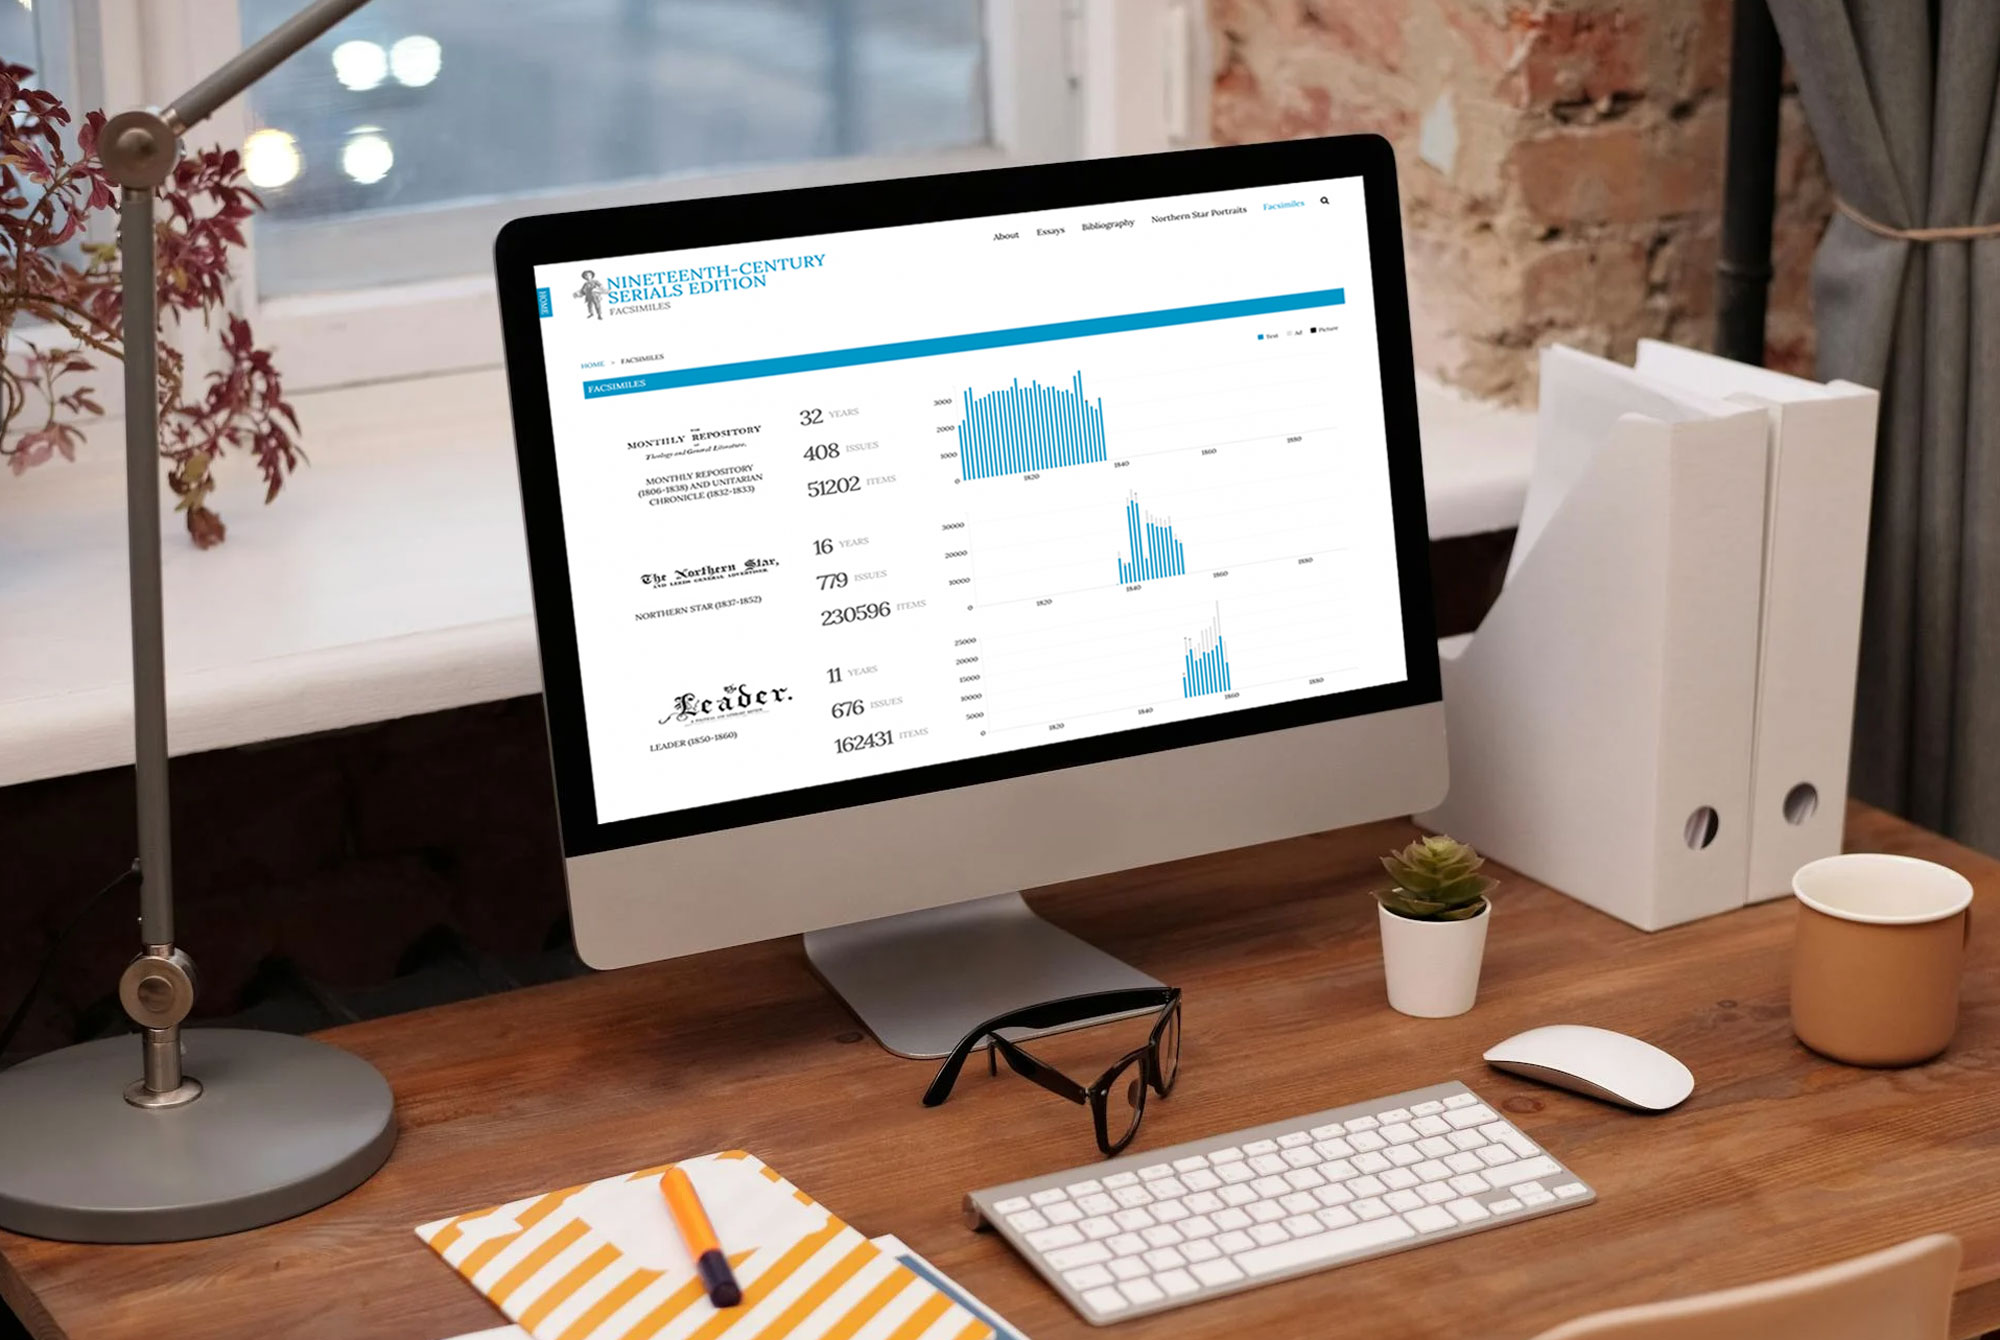 About Essays Bibliography Northern Star Portraits Facsimiles
HOME
NINETEENTH-CENTURY
SERIALS EDITION
FACSIMILES
HOME > FACSIMILES
FACSIMILES
Text Ad Picture
THE
MONTHLY REPOSITORY
OF
Theology and General Literature,
MONTHLY REPOSITORY
(1806-1838) AND UNITARIAN
CHRONICLE (1832-1833)
32 YEARS
408 ISSUES
51202 ITEMS
3000
2000
1000
0
1820 1840 1860 1880
The Northern Star,
AND LEEDS GENERAL ADVERTISER
NORTHERN STAR (1837-1852)
16 YEARS
779 ISSUES
230596 ITEMS
30000
20000
10000
0
1820 1840 1860 1880
The
Leader.
A POLITICAL AND LITERARY REVIEW
LEADER (1850-1860)
11 YEARS
676 ISSUES
162431 ITEMS
25000
20000
15000
10000
5000
0
1820 1840 1860 1880